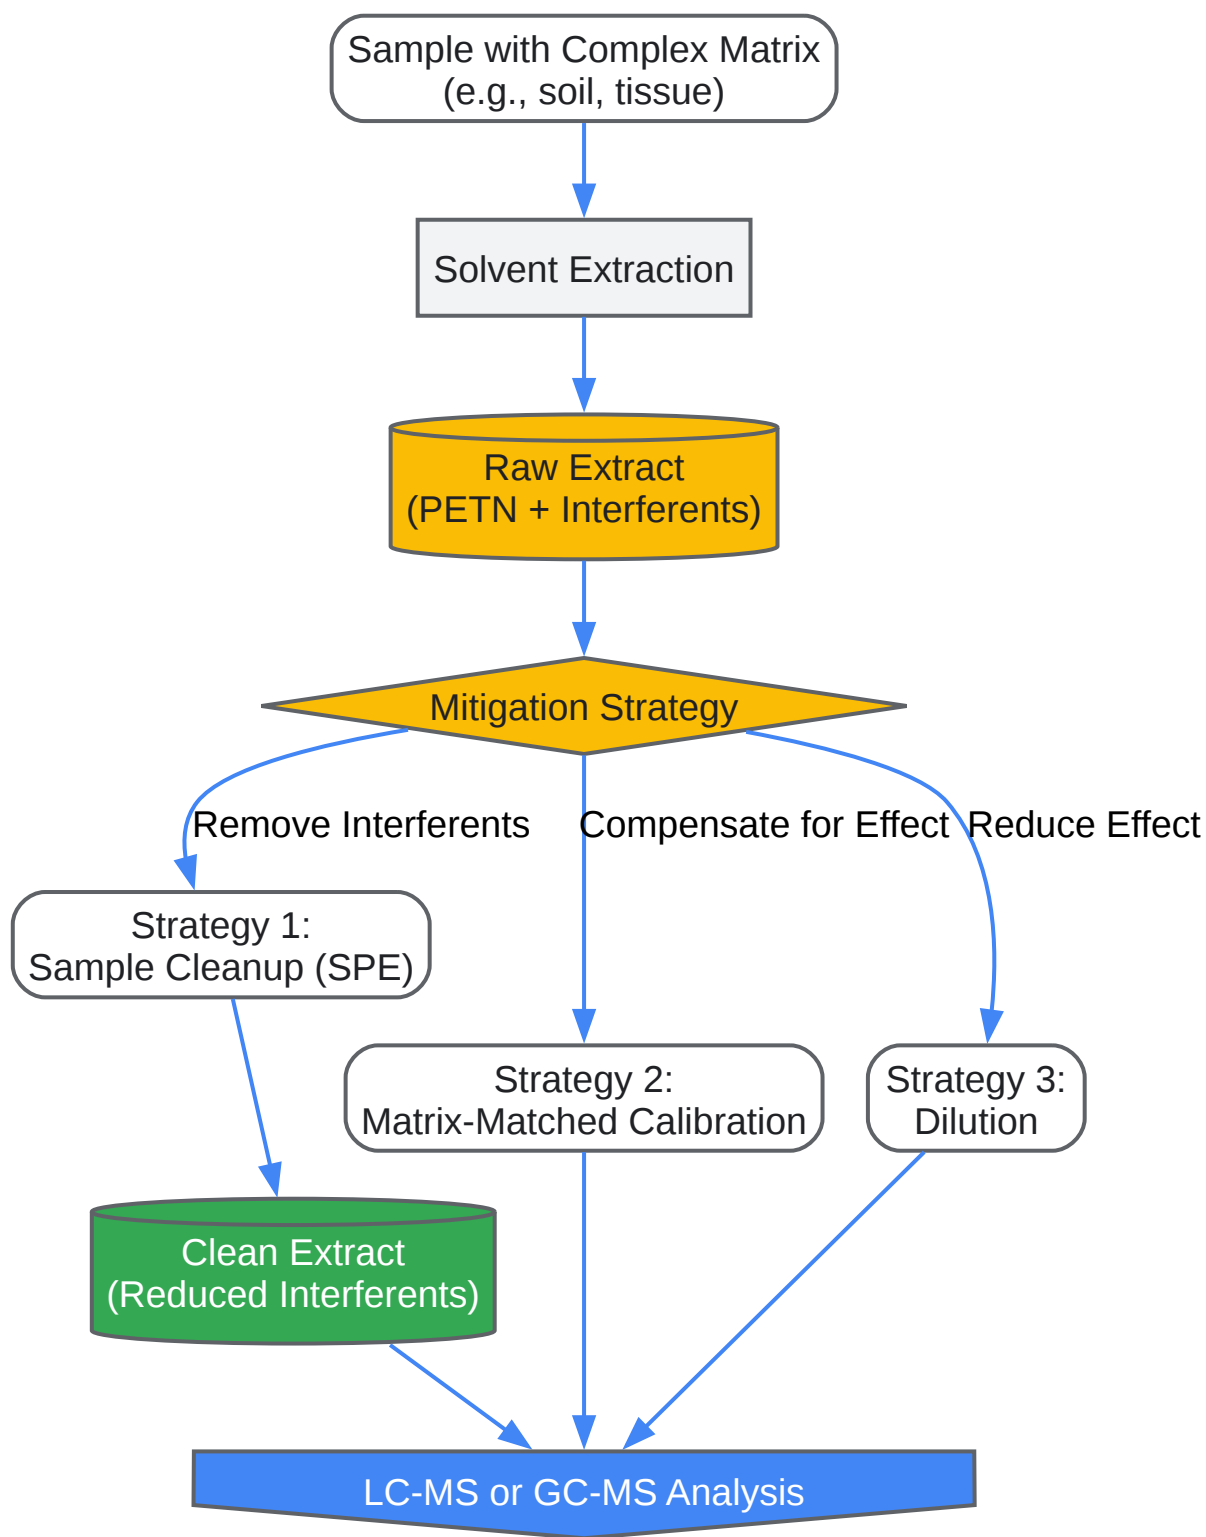 Sample with Complex Matrix
(e.g., soil, tissue)
Solvent Extraction
Raw Extract
(PETN + Interferents)
Mitigation Strategy
Remove Interferents
Compensate for Effect
Reduce Effect
Strategy 1:
Sample Cleanup (SPE)
Strategy 2:
Matrix-Matched Calibration
Strategy 3:
Dilution
Clean Extract
(Reduced Interferents)
LC-MS or GC-MS Analysis